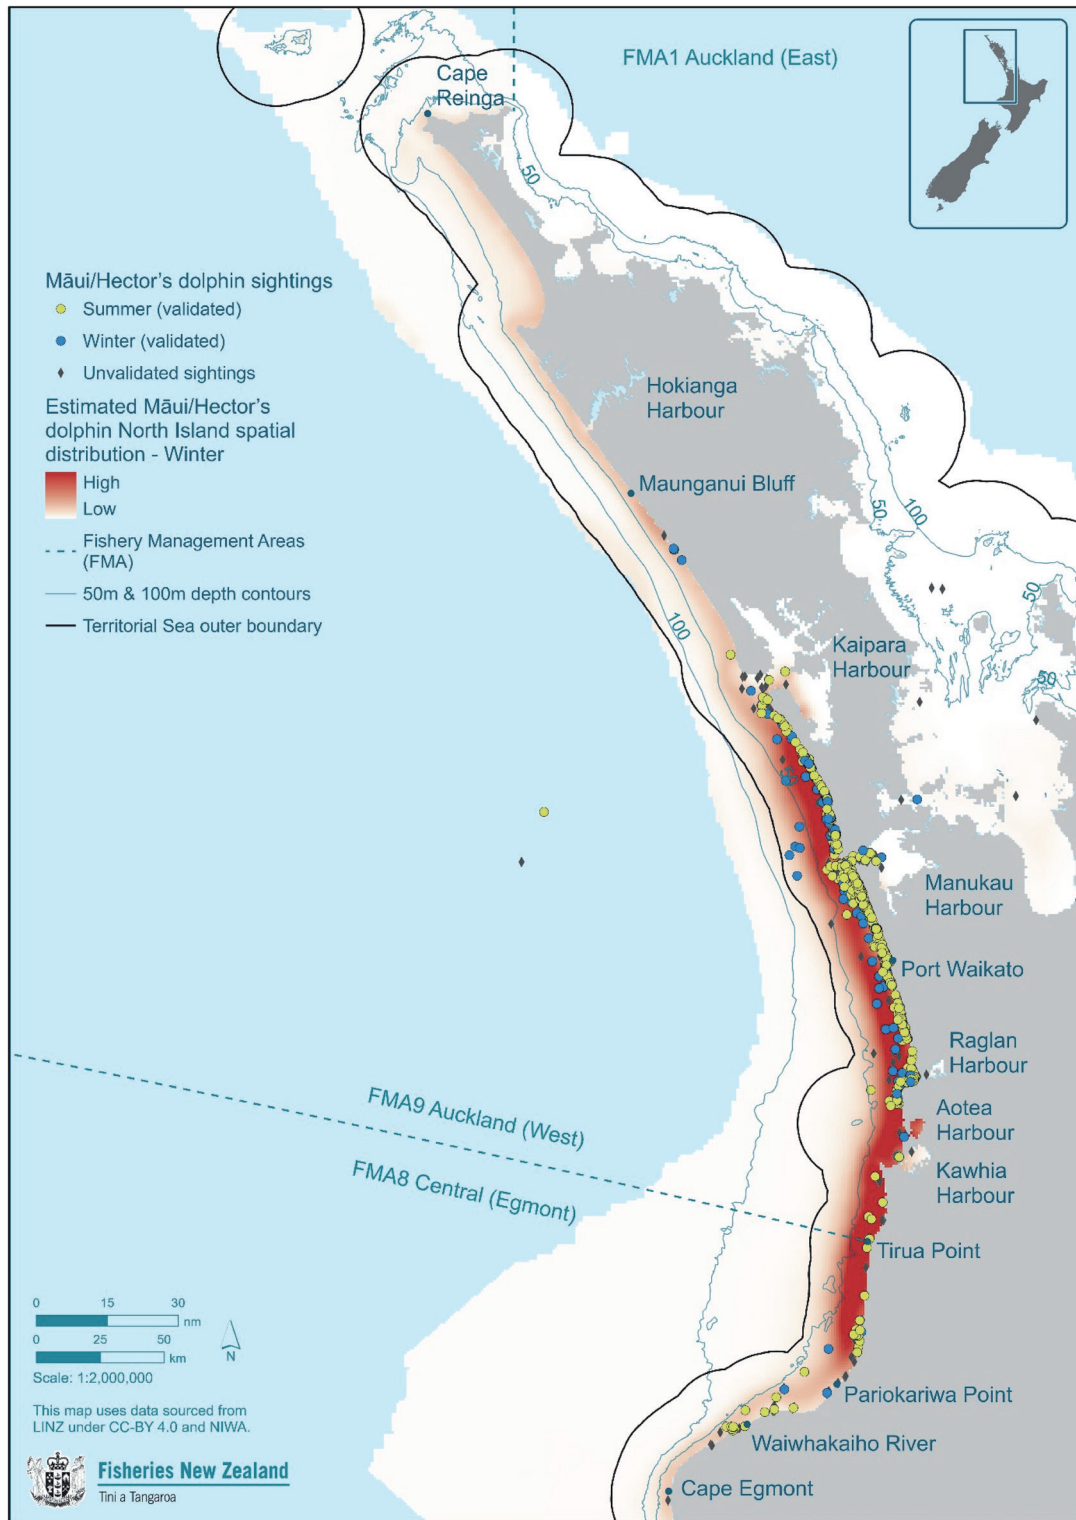 FMA1 Auckland (East)
Cape
Reinga
50
Māui/Hector's dolphin sightings
Summer (validated)
Winter (validated)
Unvalidated sightings
Estimated Māui/Hector's
dolphin North Island spatial
distribution - Winter
High
Low
Fishery Management Areas
(FMA)
50m & 100m depth contours
Territorial Sea outer boundary
Hokianga
Harbour
Maunganui Bluff
50
100
50
100
Kaipara
Harbour
50
Manukau
Harbour
Port Waikato
Raglan
Harbour
FMA9 Auckland (West)
Aotea
Harbour
FMA8 Central (Egmont)
Kawhia
Harbour
Tirua Point
0 15 30
nm
0 25 50
km
N
Scale: 1:2,000,000
This map uses data sourced from
LINZ under CC-BY 4.0 and NIWA.
Pariokariwa Point
Waiwhakaiho River
Fisheries New Zealand
Tini a Tangaroa
Cape Egmont